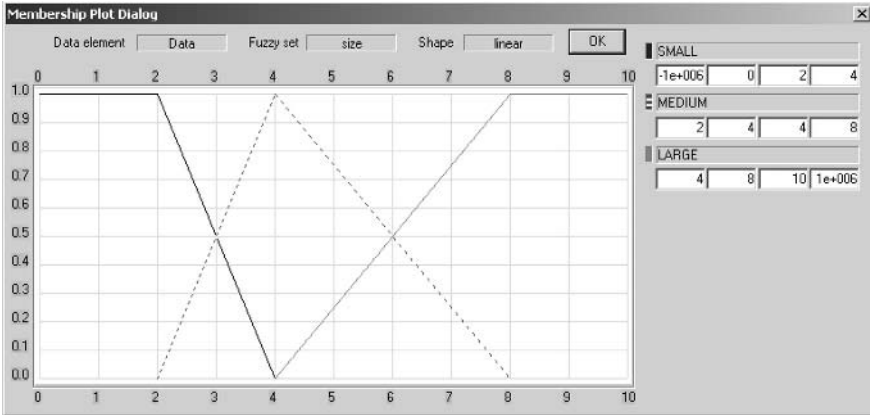 Membership Plot Dialog
Data element Data Fuzzy set size Shape linear OK
0 1 2 3 4 5 6 7 8 9 10
1.0
0.9
0.8
0.7
0.6
0.5
0.4
0.3
0.2
0.1
0.0
0 1 2 3 4 5 6 7 8 9 10
SMALL
-1e+006 0 2 4
MEDIUM
2 4 4 8
LARGE
4 8 10 1e+006